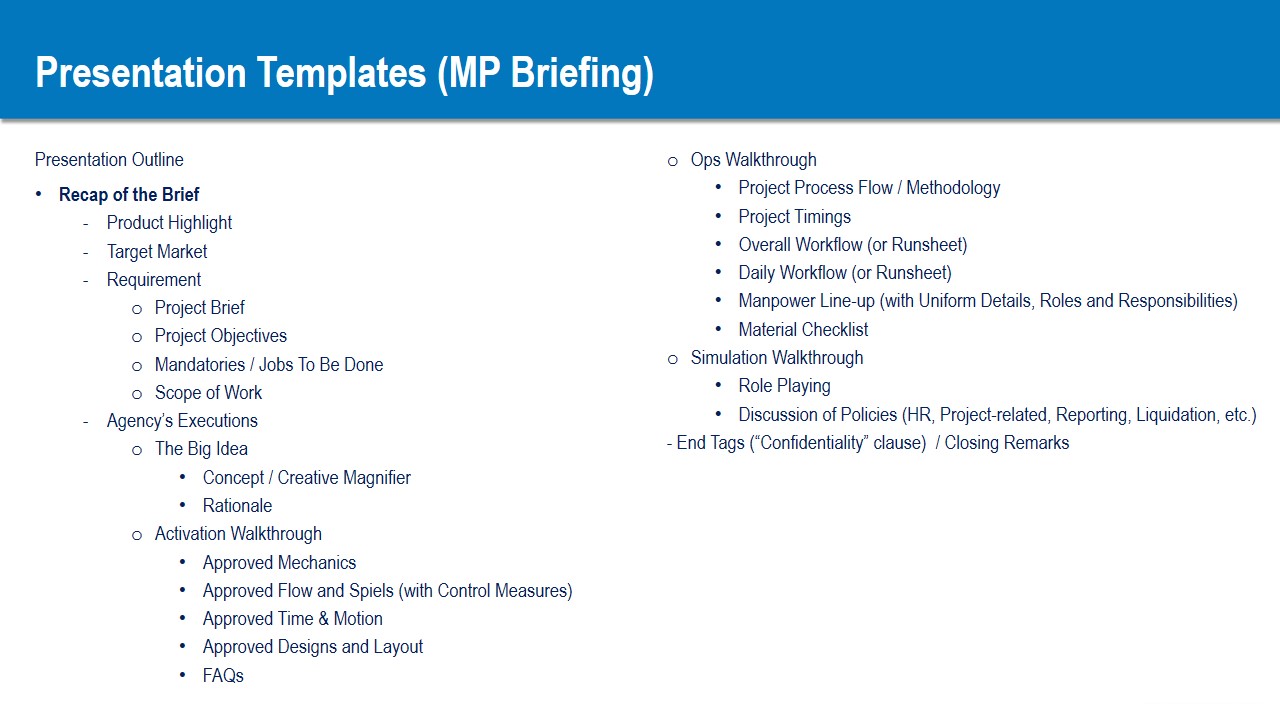 Presentation Templates (MP Briefing)
Presentation Outline
• Recap of the Brief
- Product Highlight
- Target Market
- Requirement
o Project Brief
o Project Objectives
o Mandatories / Jobs To Be Done
o Scope of Work
- Agency’s Executions
o The Big Idea
• Concept / Creative Magnifier
• Rationale
o Activation Walkthrough
• Approved Mechanics
• Approved Flow and Spiels (with Control Measures)
• Approved Time & Motion
• Approved Designs and Layout
• FAQs
o Ops Walkthrough
• Project Process Flow / Methodology
• Project Timings
• Overall Workflow (or Runsheet)
• Daily Workflow (or Runsheet)
• Manpower Line-up (with Uniform Details, Roles and Responsibilities)
• Material Checklist
o Simulation Walkthrough
• Role Playing
• Discussion of Policies (HR, Project-related, Reporting, Liquidation, etc.)
- End Tags (“Confidentiality” clause)  / Closing Remarks